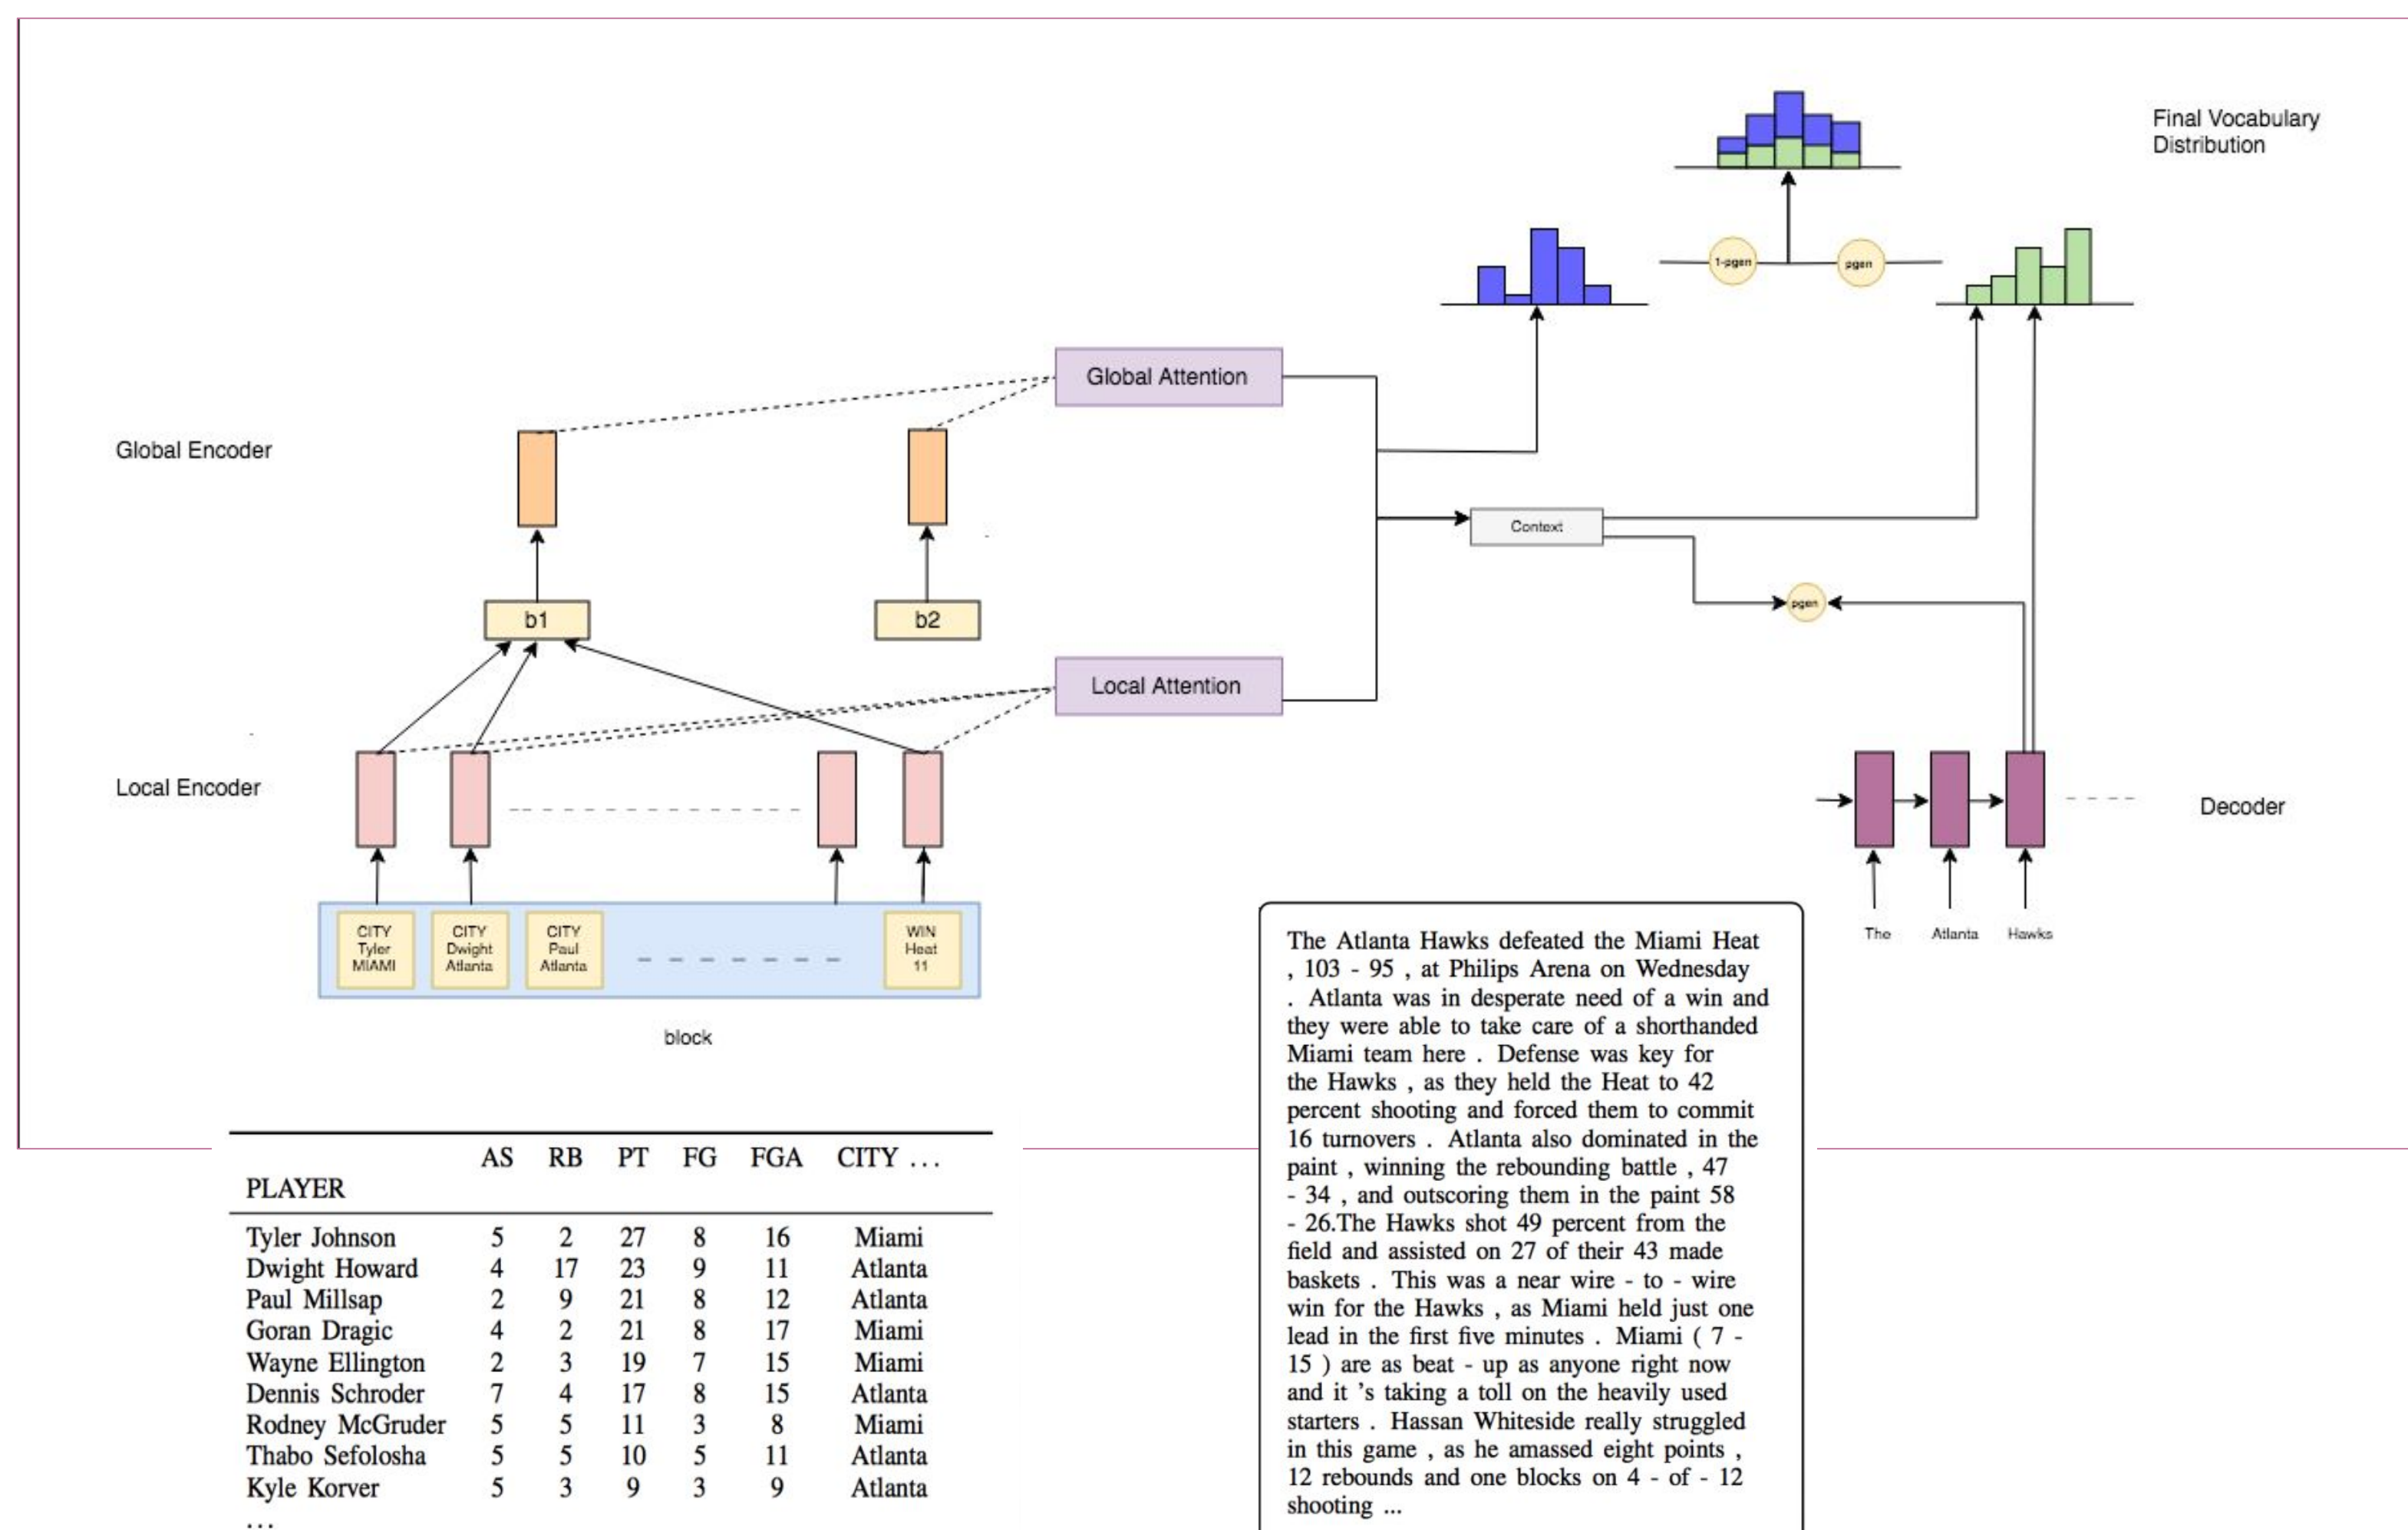 Final Vocabulary
Distribution
1-pgen
pgen
Global Attention
Global Encoder
Context
b1
b2
pgen
Local Attention
Local Encoder
Decoder
CITY
Tyler
MIAMI
CITY
Dwight
Atlanta
CITY
Paul
Atlanta
WIN
Heat
11
The Atlanta Hawks
block
The Atlanta Hawks defeated the Miami Heat
, 103 - 95 , at Philips Arena on Wednesday
. Atlanta was in desperate need of a win and
they were able to take care of a shorthanded
Miami team here . Defense was key for
the Hawks , as they held the Heat to 42
percent shooting and forced them to commit
16 turnovers . Atlanta also dominated in the
paint , winning the rebounding battle , 47
- 34 , and outscoring them in the paint 58
- 26.The Hawks shot 49 percent from the
field and assisted on 27 of their 43 made
baskets . This was a near wire - to - wire
win for the Hawks , as Miami held just one
lead in the first five minutes . Miami ( 7 -
15 ) are as beat - up as anyone right now
and it 's taking a toll on the heavily used
starters . Hassan Whiteside really struggled
in this game , as he amassed eight points ,
12 rebounds and one blocks on 4 - of - 12
shooting ...
AS RB PT FG FGA CITY ...
PLAYER
Tyler Johnson 5 2 27 8 16 Miami
Dwight Howard 4 17 23 9 11 Atlanta
Paul Millsap 2 9 21 8 12 Atlanta
Goran Dragic 4 2 21 8 17 Miami
Wayne Ellington 2 3 19 7 15 Miami
Dennis Schroder 7 4 17 8 15 Atlanta
Rodney McGruder 5 5 11 3 8 Miami
Thabo Sefolosha 5 5 10 5 11 Atlanta
Kyle Korver 5 3 9 3 9 Atlanta
...